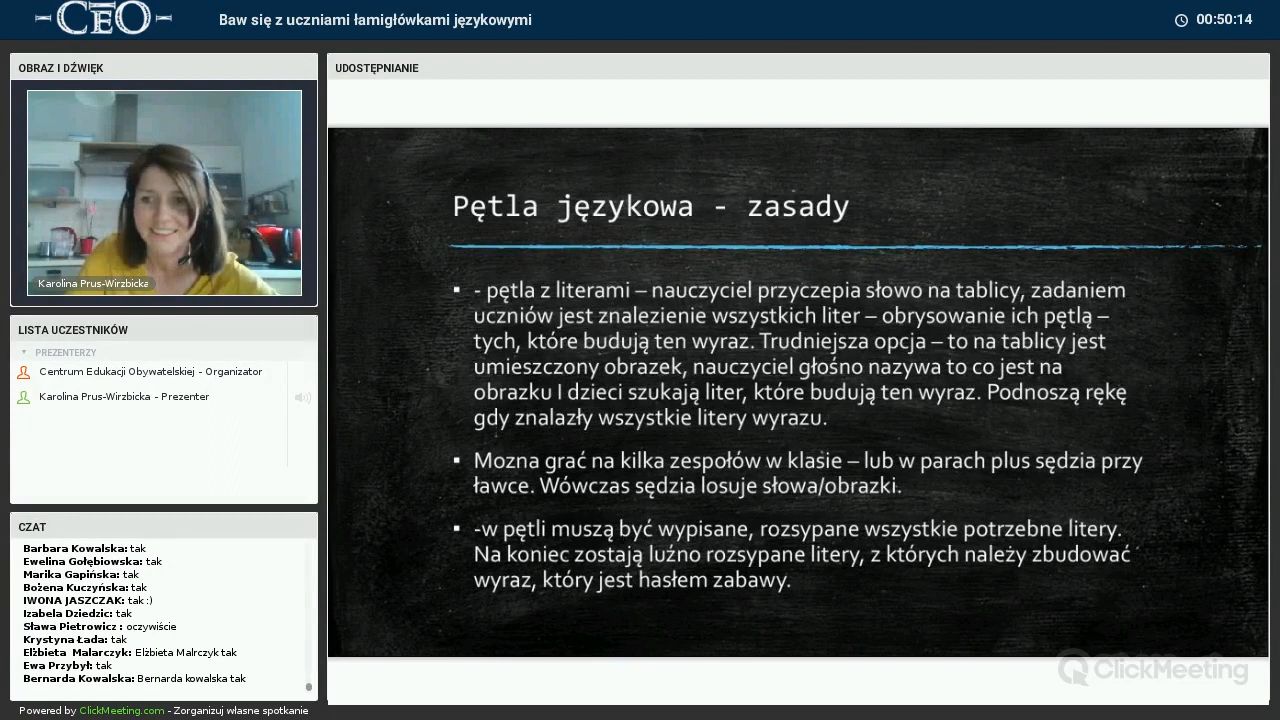 CEO
Baw się z uczniami łamigłówkami językowymi
00:50:14
OBRAZ I DŹWIĘK
Karolina Prus-Wirzbicka
LISTA UCZESTNIKÓW
PREZENTERZY
Centrum Edukacji Obywatelskiej - Organizator
Karolina Prus-Wirzbicka - Prezenter
CZAT
Barbara Kowalska: tak
Ewelina Gołębiowska: tak
Marika Gapińska: tak
Bożena Kuczyńska: tak
IWONA JASZCZAK: tak :)
Izabela Dziedzic: tak
Sława Pietrowicz : oczywiście
Krystyna Łada: tak
Elżbieta Malarczyk: Elżbieta Malrczyk tak
Ewa Przybył: tak
Bernarda Kowalska: Bernarda kowalska tak
Powered by ClickMeeting.com - Zorganizuj własne spotkanie
UDOSTĘPNIANIE
Pętla językowa - zasady
- pętla z literami – nauczyciel przyczepia słowo na tablicy, zadaniem
uczniów jest znalezienie wszystkich liter – obrysowanie ich pętlą –
tych, które budują ten wyraz. Trudniejsza opcja – to na tablicy jest
umieszczony obrazek, nauczyciel głośno nazywa to co jest na
obrazku I dzieci szukają liter, które budują ten wyraz. Podnoszą rękę
gdy znalazły wszystkie litery wyrazu.
Mozna grać na kilka zespołów w klasie – lub w parach plus sędzia przy
ławce. Wówczas sędzia losuje słowa/obrazki.
-w pętli muszą być wypisane, rozsypane wszystkie potrzebne litery.
Na koniec zostają luźno rozsypane litery, z których należy zbudować
wyraz, który jest hasłem zabawy.
ClickMeeting